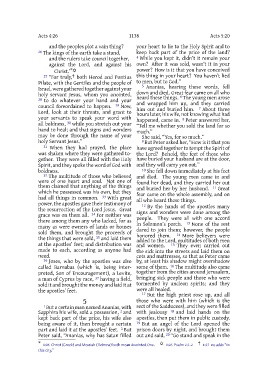 Acts 4:26
1138
Acts 5:20
and the peoples plot a vain thing?
26 The kings of the earth take a stand,
and the rulers take council together,
against the Lord, and against his
Christ.”*
27 “For truly, both Herod and Pontius
Pilate, with the Gentiles and the people of
Israel, were gathered together against your
holy servant Jesus, whom you anointed,
28 to do whatever your hand and your
council foreordained to happen. 29 Now,
Lord, look at their threats, and grant to
your servants to speak your word with
all boldness, 30 while you stretch out your
hand to heal; and that signs and wonders
may be done through the name of your
holy Servant Jesus.”
31 When they had prayed, the place
was shaken where they were gathered to-
gether. They were all filled with the Holy
Spirit, and they spoke the word of God with
boldness.
32 The multitude of those who believed
were of one heart and soul. Not one of
them claimed that anything of the things
which he possessed was his own, but they
had all things in common. 33 With great
power, the apostles gave their testimony of
the resurrection of the Lord Jesus. Great
grace was on them all. 34 For neither was
there among them any who lacked, for as
many as were owners of lands or houses
sold them, and brought the proceeds of
the things that were sold, 35 and laid them
at the apostles’ feet; and distribution was
made to each, according as anyone had
need.
36 Joses, who by the apostles was also
called Barnabas (which is, being inter-
preted, Son of Encouragement), a Levite,
a man of Cyprus by race, 37 having a field,
sold it and brought the money and laid it at
the apostles’ feet.
5
1 But a certain man named Ananias, with
Sapphira his wife, sold a possession, 2 and
kept back part of the price, his wife also
being aware of it, then brought a certain
part and laid it at the apostles’ feet. 3 But
Peter said, “Ananias, why has Satan filled
your heart to lie to the Holy Spirit and to
keep back part of the price of the land?
4 While you kept it, didn’t it remain your
own? After it was sold, wasn’t it in your
power? How is it that you have conceived
this thing in your heart? You haven’t lied
to men, but to God.”
5 Ananias, hearing these words, fell
down and died. Great fear came on all who
heard these things. 6 The young men arose
and wrapped him up, and they carried
him out and buried him. 7 About three
hours later, his wife, not knowing what had
happened, came in. 8 Peter answered her,
“Tell me whether you sold the land for so
much.”
She said, “Yes, for so much.”
9 But Peter asked her, “How is it that you
have agreed together to tempt the Spirit of
the Lord? Behold, the feet of those who
have buried your husband are at the door,
and they will carry you out.”
10 She fell down immediately at his feet
and died. The young men came in and
found her dead, and they carried her out
and buried her by her husband. 11 Great
fear came on the whole assembly, and on
all who heard these things.
12 By the hands of the apostles many
signs and wonders were done among the
people. They were all with one accord
in Solomon’s porch. 13 None of the rest
dared to join them; however, the people
honored them. 14 More believers were
added to the Lord, multitudes of both men
and women. 15 They even carried out
the sick into the streets and laid them on
cots and mattresses, so that as Peter came
by, at least his shadow might overshadow
some of them. 16 The multitude also came
together from the cities around Jerusalem,
bringing sick people and those who were
tormented by unclean spirits; and they
were all healed.
17 But the high priest rose up, and all
those who were with him (which is the
sect of the Sadducees), and they were filled
with jealousy 18 and laid hands on the
apostles, then put them in public custody.
19 But an angel of the Lord opened the
prison doors by night, and brought them
out and said, 20 “Go stand and speak in the